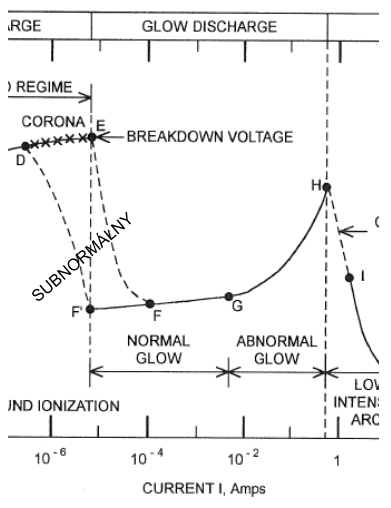 ARGE
GLOW DISCHARGE
D REGIME
CORONA
E
BREAKDOWN VOLTAGE
D
H
C
SUBNORMALNY
I
F'
F
G
NORMAL
GLOW
ABNORMAL
GLOW
LOW
INTENS
ARC
UND IONIZATION
10-6
10-4
10-2
1
CURRENT I, Amps